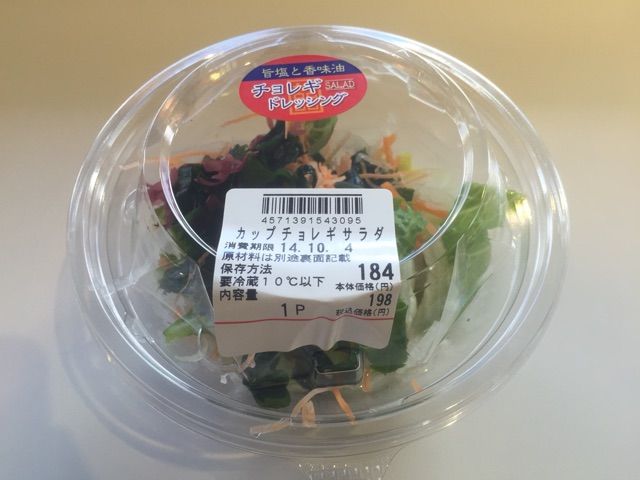 旨塩と香味油
チョレギ SALAD
ドレッシング
4571391543095
カップチョレギサラダ
消費期限 14.10. 4
原材料は別途裏面記載
保存方法 184
要冷蔵10℃以下 本体価格(円)
内容量 198
1P 税込価格(円)